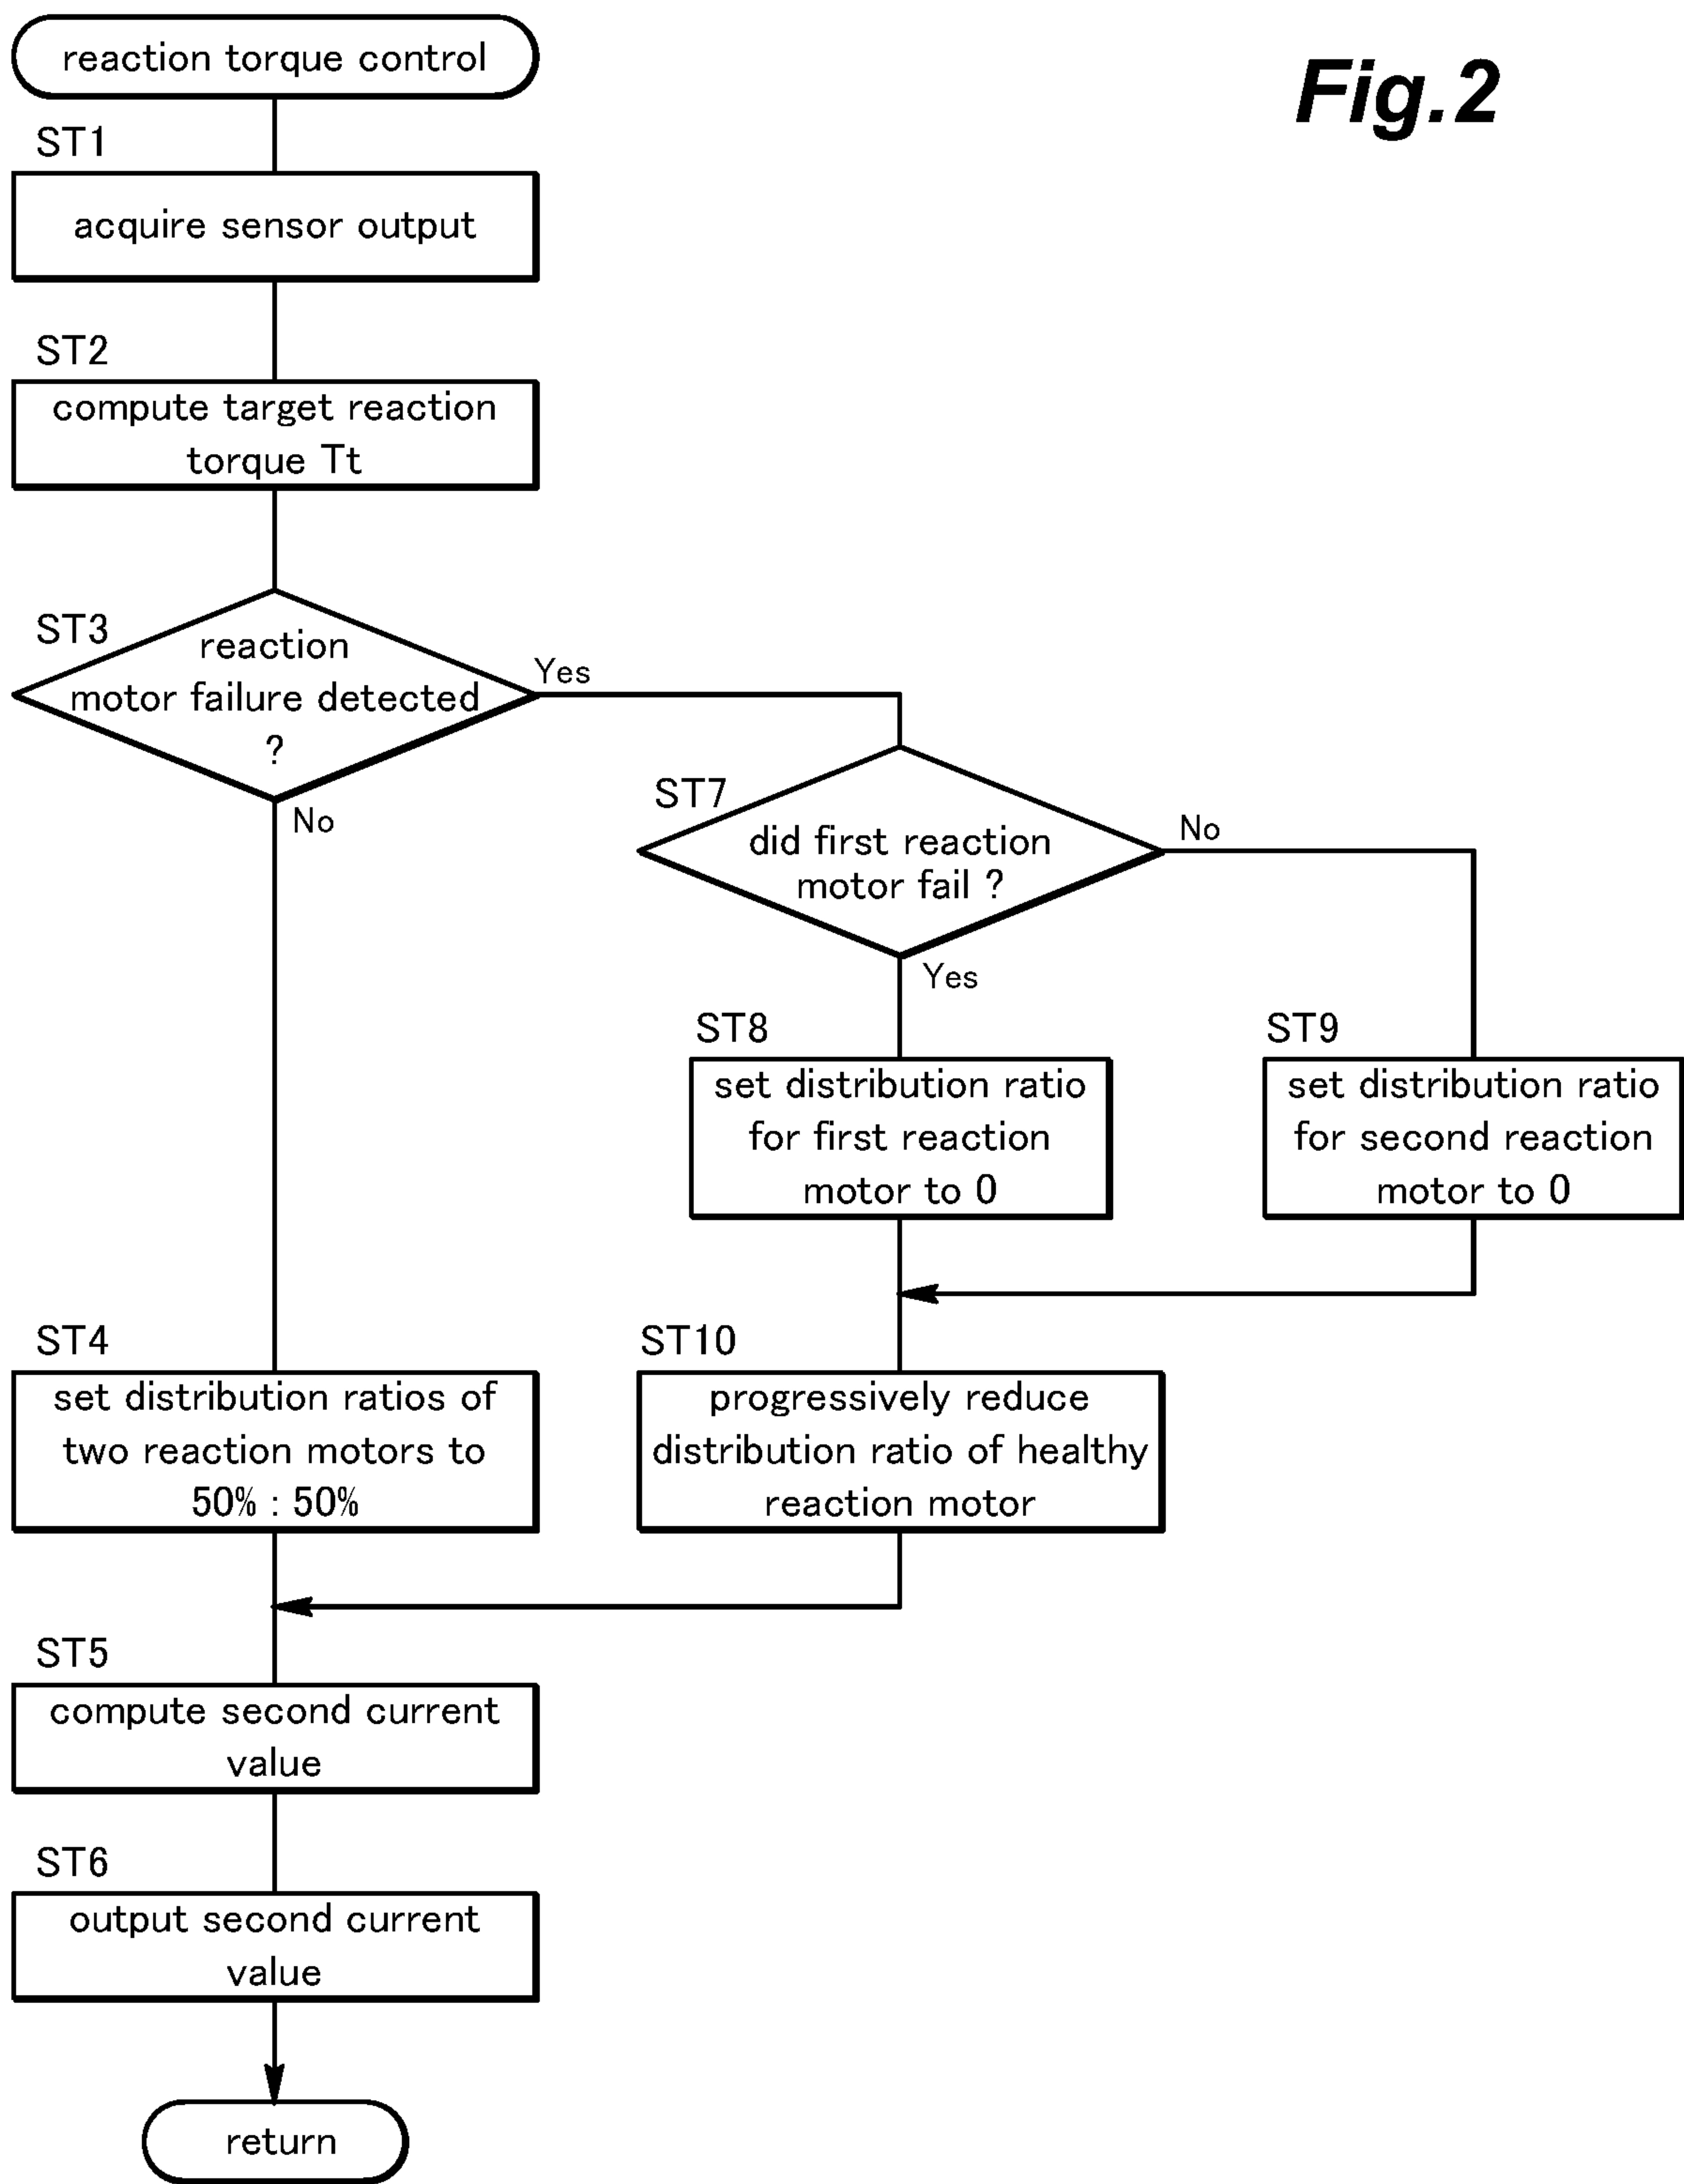 Fig.2
reaction torque control
ST1
acquire sensor output
ST2
compute target reaction
torque Tt
ST3
reaction
motor failure detected
?
Yes
No
ST7
did first reaction
motor fail ?
No
Yes
ST8
set distribution ratio
for first reaction
motor to 0
ST9
set distribution ratio
for second reaction
motor to 0
ST4
set distribution ratios of
two reaction motors to
50% : 50%
ST10
progressively reduce
distribution ratio of healthy
reaction motor
ST5
compute second current
value
ST6
output second current
value
return